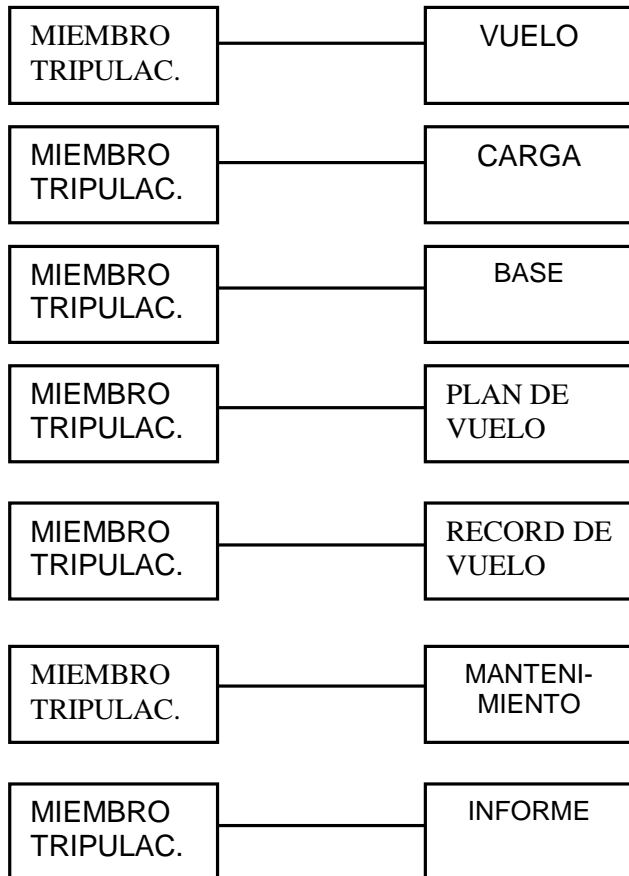 MIEMBRO
TRIPULAC.
VUELO
MIEMBRO
TRIPULAC.
CARGA
MIEMBRO
TRIPULAC.
BASE
MIEMBRO
TRIPULAC.
PLAN DE
VUELO
MIEMBRO
TRIPULAC.
RECORD DE
VUELO
MIEMBRO
TRIPULAC.
MANTENI-
MIENTO
MIEMBRO
TRIPULAC.
INFORME